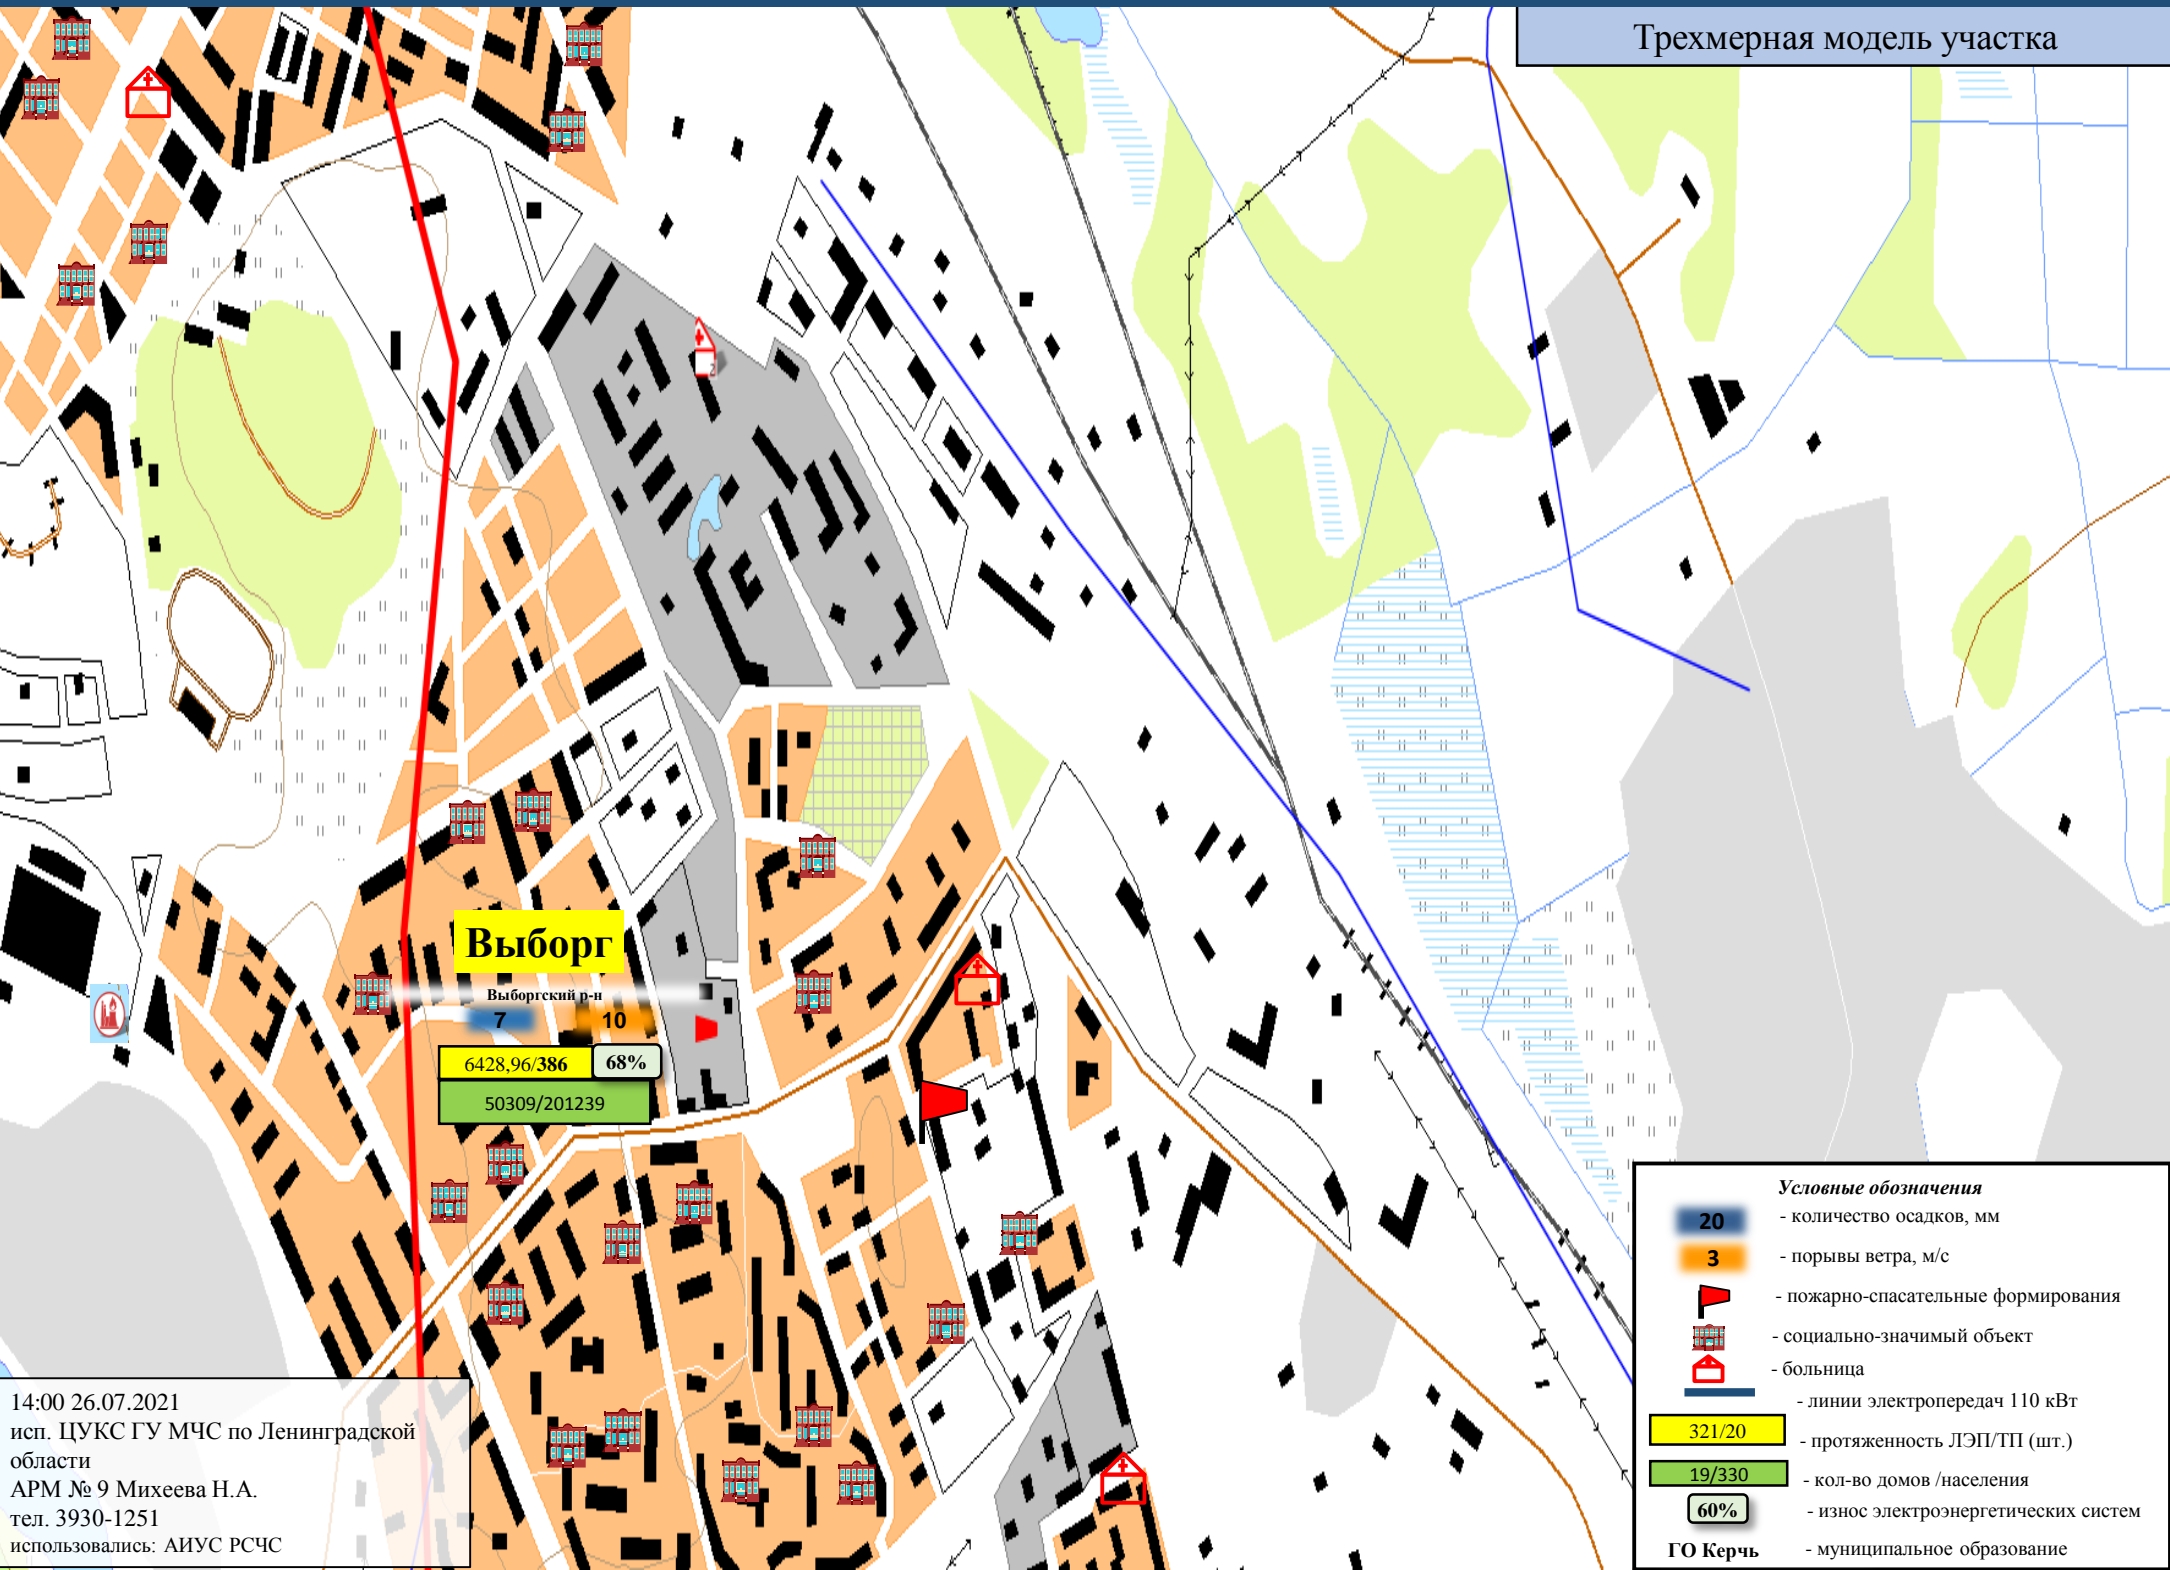 Трехмерная модель участка
Выборг
Выборгский р-н
7
10
6428,96/386
68%
50309/201239
14:00 26.07.2021
исп. ЦУКС ГУ МЧС по Ленинградской
области
АРМ № 9 Михеева Н.А.
тел. 3930-1251
использовались: АИУС РСЧС
Условные обозначения
20 - количество осадков, мм
3 - порывы ветра, м/с
- пожарно-спасательные формирования
- социально-значимый объект
- больница
- линии электропередач 110 кВт
321/20 - протяженность ЛЭП/ТП (шт.)
19/330 - кол-во домов /населения
60% - износ электроэнергетических систем
ГО Керчь - муниципальное образование